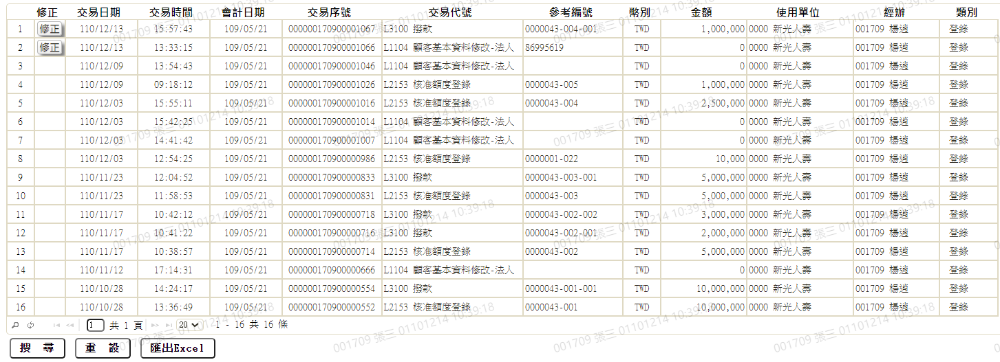 修正 交易日期 交易時間 會計日期 交易序號 交易代號 參考編號 幣別 金額 使用單位 經辦 類別
1 修正 110/12/13 15:57:43 109/05/21 000000170900001067 L3100 撥款 0000043-004-001 TWD 1,000,000 0000 新光人壽 001709 楊逍 登錄
2 修正 110/12/13 13:33:15 109/05/21 000000170900001066 L1104 顧客基本資料修改-法人 86995619 TWD 0 0000 新光人壽 001709 楊逍 登錄
3 110/12/09 13:54:43 109/05/21 000000170900001046 L1104 顧客基本資料修改-法人 TWD 0 0000 新光人壽 001709 楊逍 登錄
4 110/12/09 09:18:12 109/05/21 000000170900001026 L2153 核准額度登錄 0000043-005 TWD 1,000,000 0000 新光人壽 001709 楊逍 登錄
5 110/12/03 15:55:11 109/05/21 000000170900001016 L2153 核准額度登錄 0000043-004 TWD 2,500,000 0000 新光人壽 001709 楊逍 登錄
6 110/12/03 15:42:25 109/05/21 000000170900001014 L1104 顧客基本資料修改-法人 TWD 0 0000 新光人壽 001709 楊逍 登錄
7 110/12/03 14:41:42 109/05/21 000000170900001007 L1104 顧客基本資料修改-法人 TWD 0 0000 新光人壽 001709 楊逍 登錄
8 110/12/03 12:54:25 109/05/21 000000170900000986 L2153 核准額度登錄 0000001-022 TWD 10,000 0000 新光人壽 001709 楊逍 登錄
9 110/11/23 12:04:52 109/05/21 000000170900000833 L3100 撥款 0000043-003-001 TWD 5,000,000 0000 新光人壽 001709 楊逍 登錄
10 110/11/23 11:58:53 109/05/21 000000170900000831 L2153 核准額度登錄 0000043-003 TWD 5,000,000 0000 新光人壽 001709 楊逍 登錄
11 110/11/17 10:42:12 109/05/21 000000170900000718 L3100 撥款 0000043-002-002 TWD 3,000,000 0000 新光人壽 001709 楊逍 登錄
12 110/11/17 10:41:22 109/05/21 000000170900000716 L3100 撥款 0000043-002-001 TWD 2,000,000 0000 新光人壽 001709 楊逍 登錄
13 110/11/17 10:38:57 109/05/21 000000170900000714 L2153 核准額度登錄 0000043-002 TWD 5,000,000 0000 新光人壽 001709 楊逍 登錄
14 110/11/12 17:14:31 109/05/21 000000170900000666 L1104 顧客基本資料修改-法人 TWD 0 0000 新光人壽 001709 楊逍 登錄
15 110/10/28 14:24:17 109/05/21 000000170900000554 L3100 撥款 0000043-001-001 TWD 10,000,000 0000 新光人壽 001709 楊逍 登錄
16 110/10/28 13:36:49 109/05/21 000000170900000552 L2153 核准額度登錄 0000043-001 TWD 10,000,000 0000 新光人壽 001709 楊逍 登錄
1 共 1 頁 20 1 - 16 共 16 條
搜 尋 重 設 匯出Excel
001709 張三 01101214 10:39:18